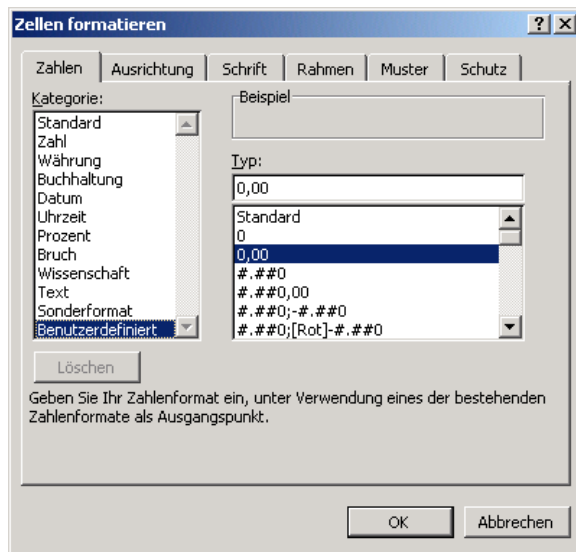 Zellen formatieren
Zahlen Ausrichtung Schrift Rahmen Muster Schutz
Kategorie:
Standard
Zahl
Währung
Buchhaltung
Datum
Uhrzeit
Prozent
Bruch
Wissenschaft
Text
Sonderformat
Benutzerdefiniert
Beispiel
Typ:
0,00
Standard
0
0,00
#.##0
#.##0,00
#.##0;-#.##0
#.##0;[Rot]-#.##0
Löschen
Geben Sie Ihr Zahlenformat ein, unter Verwendung eines der bestehenden
Zahlenformate als Ausgangspunkt.
OK Abbrechen